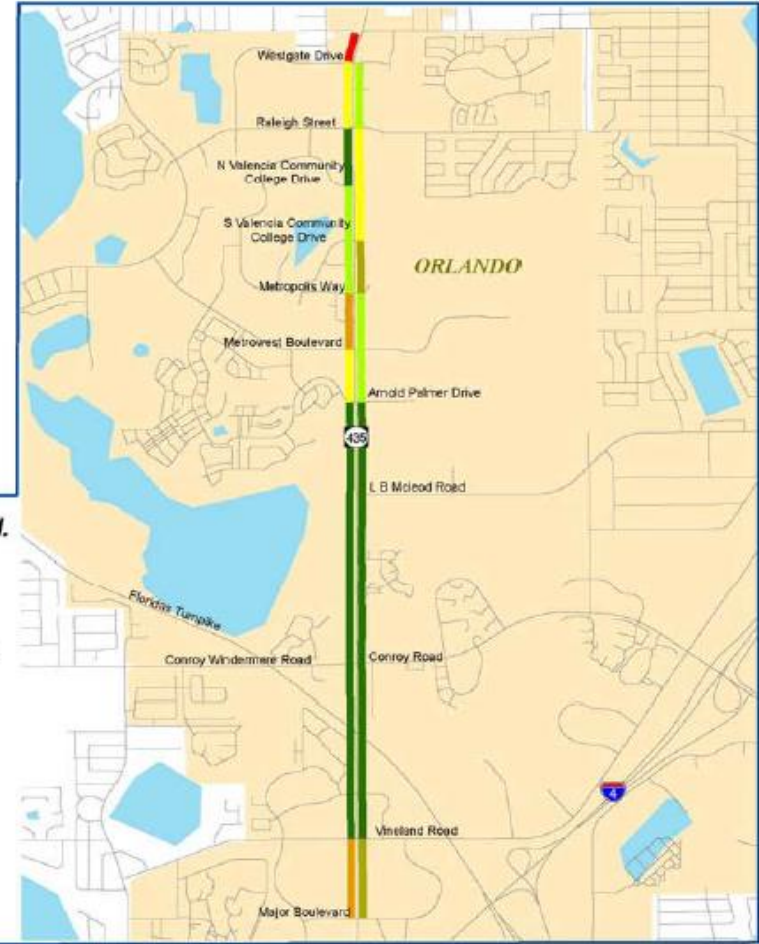 Westgate Drive
Raleigh Street
N Valencia Community
College Drive
S Valencia Community
College Drive
ORLANDO
Metropolis Way
Metrowest Boulevard
Arnold Palmer Drive
435
L B Mcleod Road
Floridas Turnpike
Conroy Windermere Road
Conroy Road
4
Vineland Road
Major Boulevard